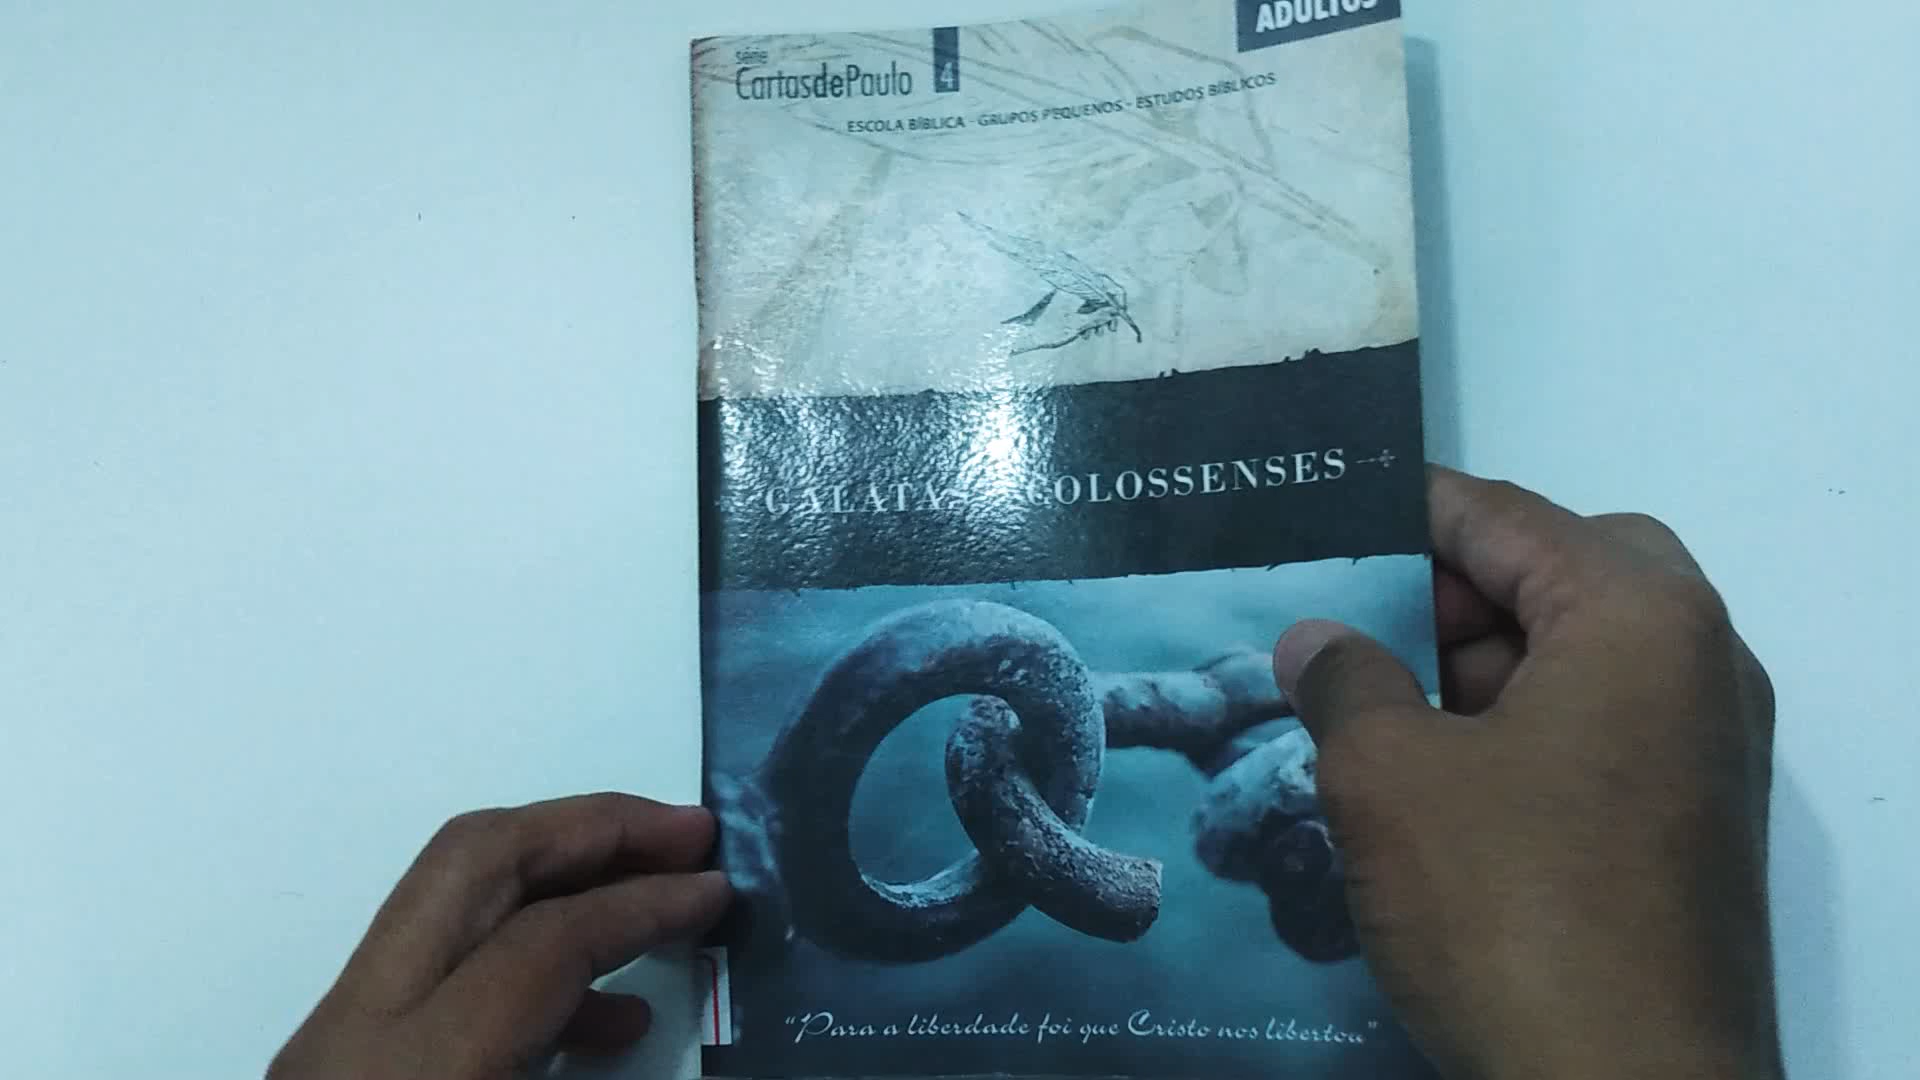 ADULTOS
série
CartasdePaulo 4
ESCOLA BÍBLICA - GRUPOS PEQUENOS - ESTUDOS BÍBLICOS
GÁLATAS COLOSSENSES
"Para a liberdade foi que Cristo nos libertou"